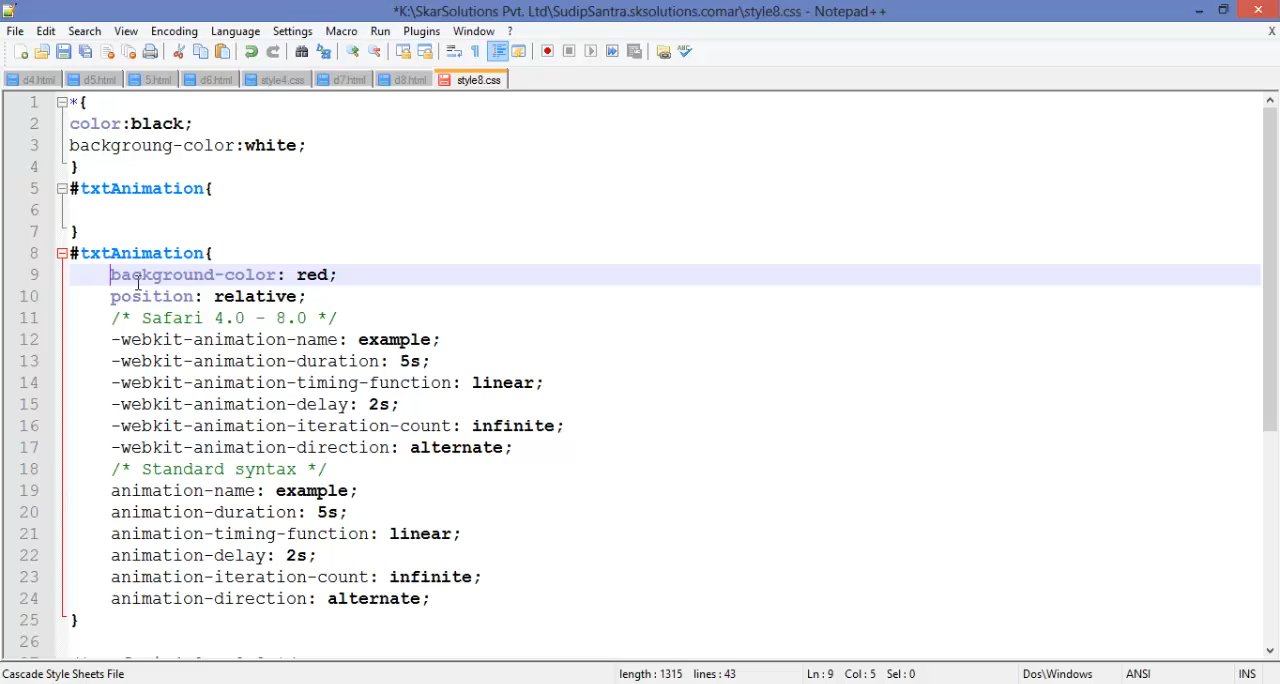 *K:\SkarSolutions Pvt. Ltd\SudipSantra.sksolutions.comar\style8.css - Notepad++
File Edit Search View Encoding Language Settings Macro Run Plugins Window ? X
d4.html d5.html 5.html d6.html style4.css d7.html d8.html style8.css
1 *{
2 color:black;
3 backgroung-color:white;
4 }
5 #txtAnimation{
6
7 }
8 #txtAnimation{
9 background-color: red;
10 position: relative;
11 /* Safari 4.0 - 8.0 */
12 -webkit-animation-name: example;
13 -webkit-animation-duration: 5s;
14 -webkit-animation-timing-function: linear;
15 -webkit-animation-delay: 2s;
16 -webkit-animation-iteration-count: infinite;
17 -webkit-animation-direction: alternate;
18 /* Standard syntax */
19 animation-name: example;
20 animation-duration: 5s;
21 animation-timing-function: linear;
22 animation-delay: 2s;
23 animation-iteration-count: infinite;
24 animation-direction: alternate;
25 }
26
Cascade Style Sheets File length : 1315 lines : 43 Ln : 9 Col : 5 Sel : 0 Dos\Windows ANSI INS